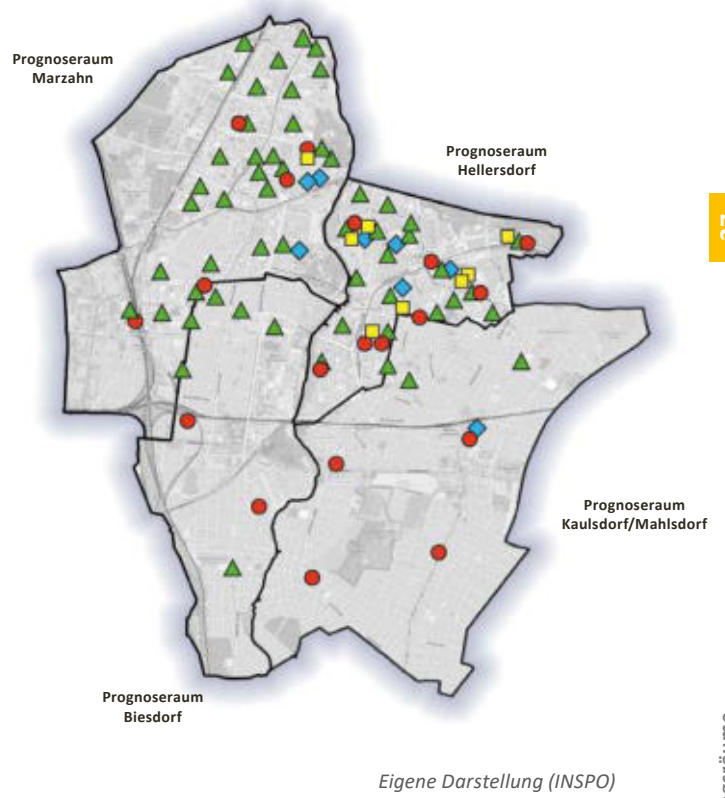 Prognoseraum
Marzahn
Prognoseraum
Hellersdorf
Prognoseraum
Kaulsdorf/Mahlsdorf
Prognoseraum
Biesdorf
Eigene Darstellung (INSPO)